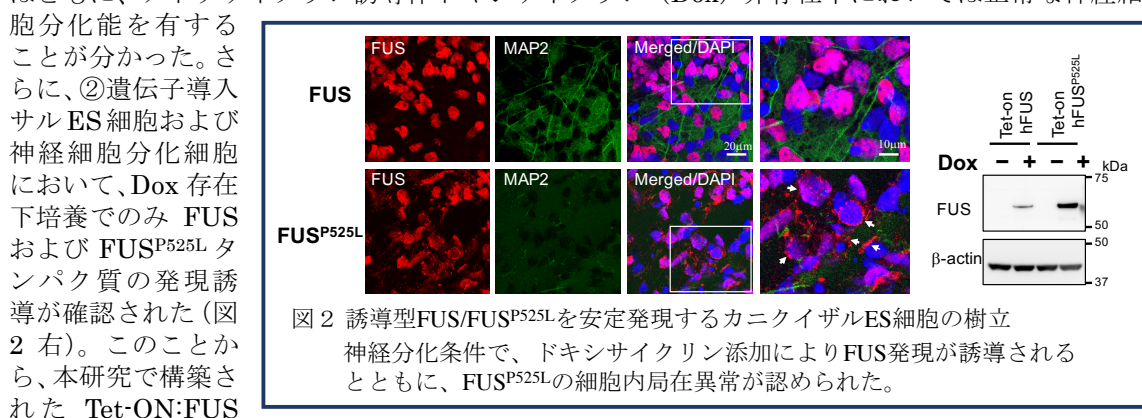 はともに、ドキシサイクリン誘導体ドキシサイクリン (Dox) 非存在下においては正常な神経細
胞分化能を有する
ことが分かった。さ
らに、②遺伝子導入
サル ES 細胞および
神経細胞分化細胞
において、Dox 存在
下培養でのみ FUS
および FUSP525L タ
ンパク質の発現誘
導が確認された (図
2 右)。このことか
ら、本研究で構築さ
れた Tet-ON:FUS
FUS
FUS
MAP2
Merged/DAPI
20μm
10μm
FUSP525L
FUS
MAP2
Merged/DAPI
Tet-on
hFUS
Tet-on
hFUSP525L
Dox − + − + kDa
75
FUS
50
50
β-actin
37
図2 誘導型FUS/FUSP525Lを安定発現するカニクイザルES細胞の樹立
神経分化条件で、ドキシサイクリン添加によりFUS発現が誘導される
とともに、FUSP525Lの細胞内局在異常が認められた。